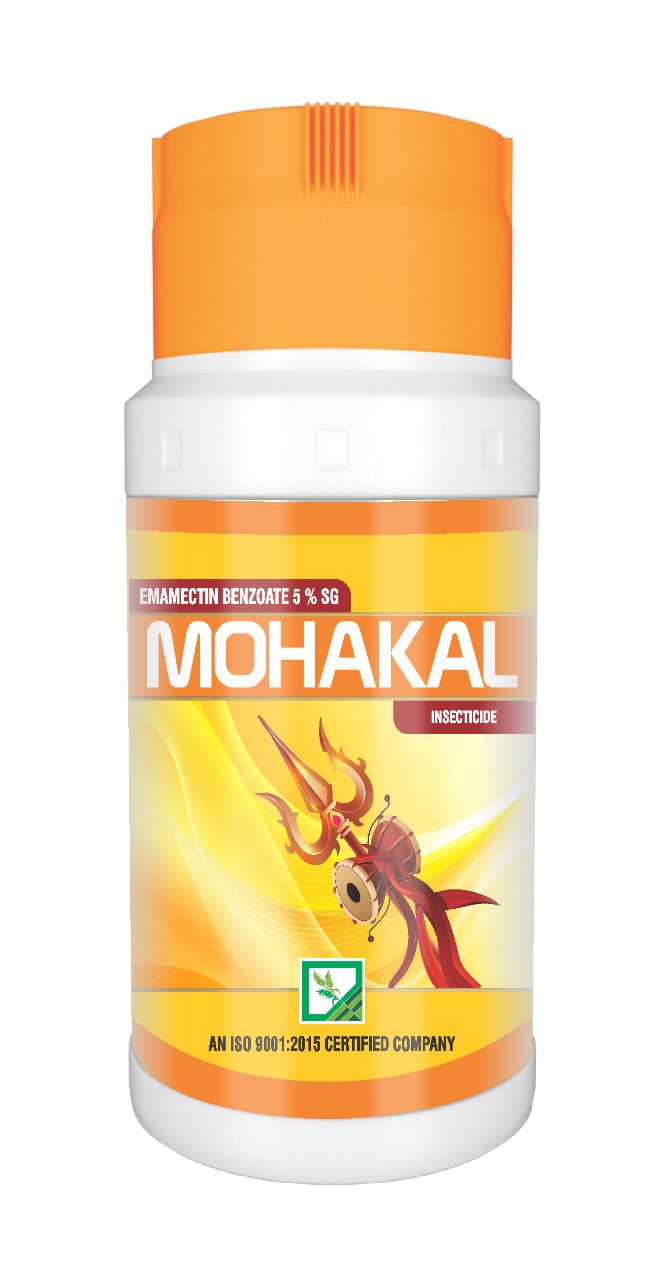 EMAMECTIN BENZOATE 5 % SG
MOHAKAL
INSECTICIDE
AN ISO 9001:2015 CERTIFIED COMPANY